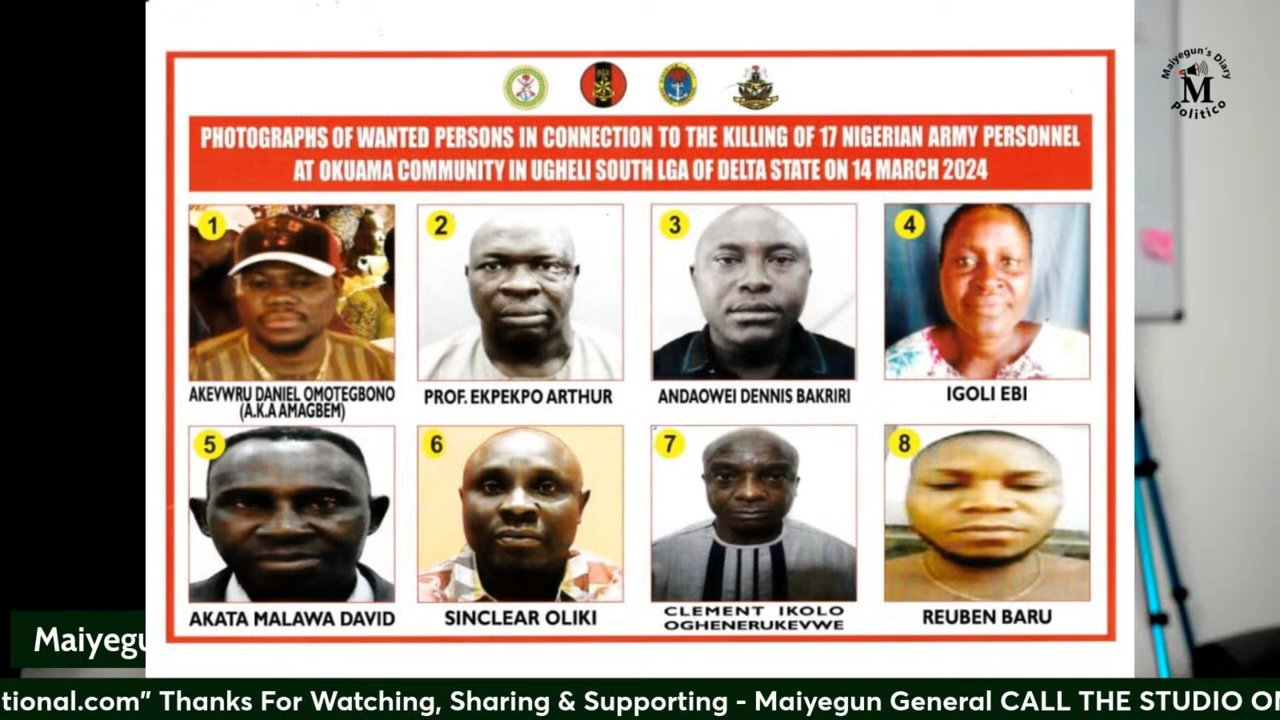 Maiyegun's Diary
M
Politico
PHOTOGRAPHS OF WANTED PERSONS IN CONNECTION TO THE KILLING OF 17 NIGERIAN ARMY PERSONNEL
AT OKUAMA COMMUNITY IN UGHELI SOUTH LGA OF DELTA STATE ON 14 MARCH 2024
1
2
3
4
AKEVWRU DANIEL OMOTEGBONO
(A.K.A AMAGBEM)
PROF. EKPEKPO ARTHUR
ANDAOWEI DENNIS BAKRIRI
IGOLI EBI
5
6
7
8
AKATA MALAWA DAVID
SINCLEAR OLIKI
CLEMENT IKOLO
OGHENERUKEVWE
REUBEN BARU
Maiyegu
tional.com” Thanks For Watching, Sharing & Supporting - Maiyegun General CALL THE STUDIO O